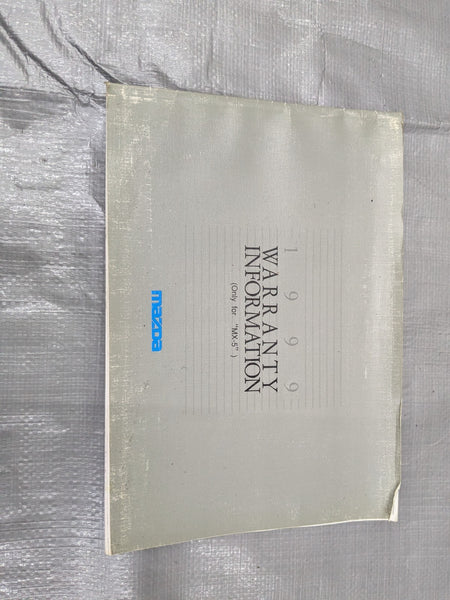 1999
WARRANTY
INFORMATION
(Only for "MX-5")
mazda